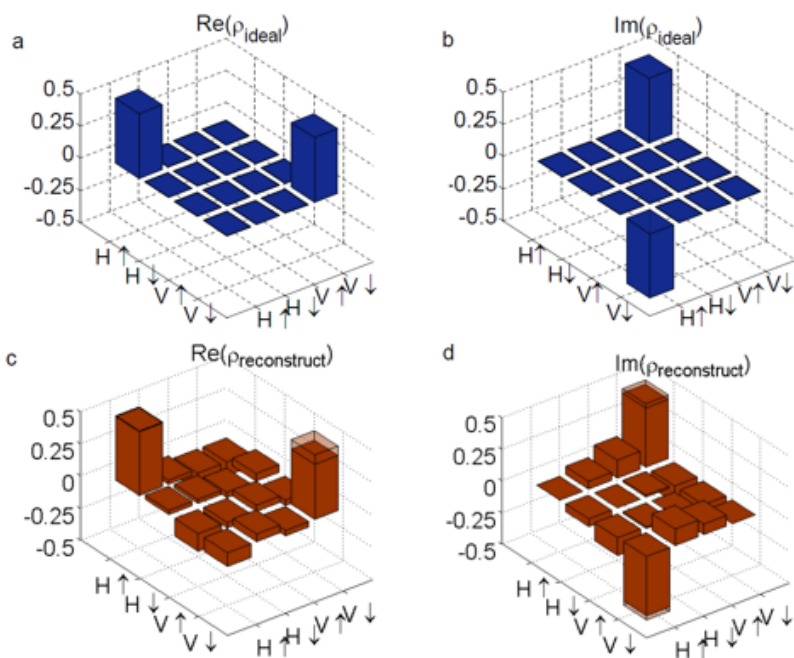 a
Re(ρideal)
0.5
0.25
0
-0.25
-0.5
H ↑
H ↓
V ↑
V ↓
H ↑
H ↓
V ↑
V ↓
b
Im(ρideal)
0.5
0.25
0
-0.25
-0.5
H ↑
H ↓
V ↑
V ↓
H ↑
H ↓
V ↑
V ↓
c
Re(ρreconstruct)
0.5
0.25
0
-0.25
-0.5
H ↑
H ↓
V ↑
V ↓
H ↑
H ↓
V ↑
V ↓
d
Im(ρreconstruct)
0.5
0.25
0
-0.25
-0.5
H ↑
H ↓
V ↑
V ↓
H ↑
H ↓
V ↑
V ↓